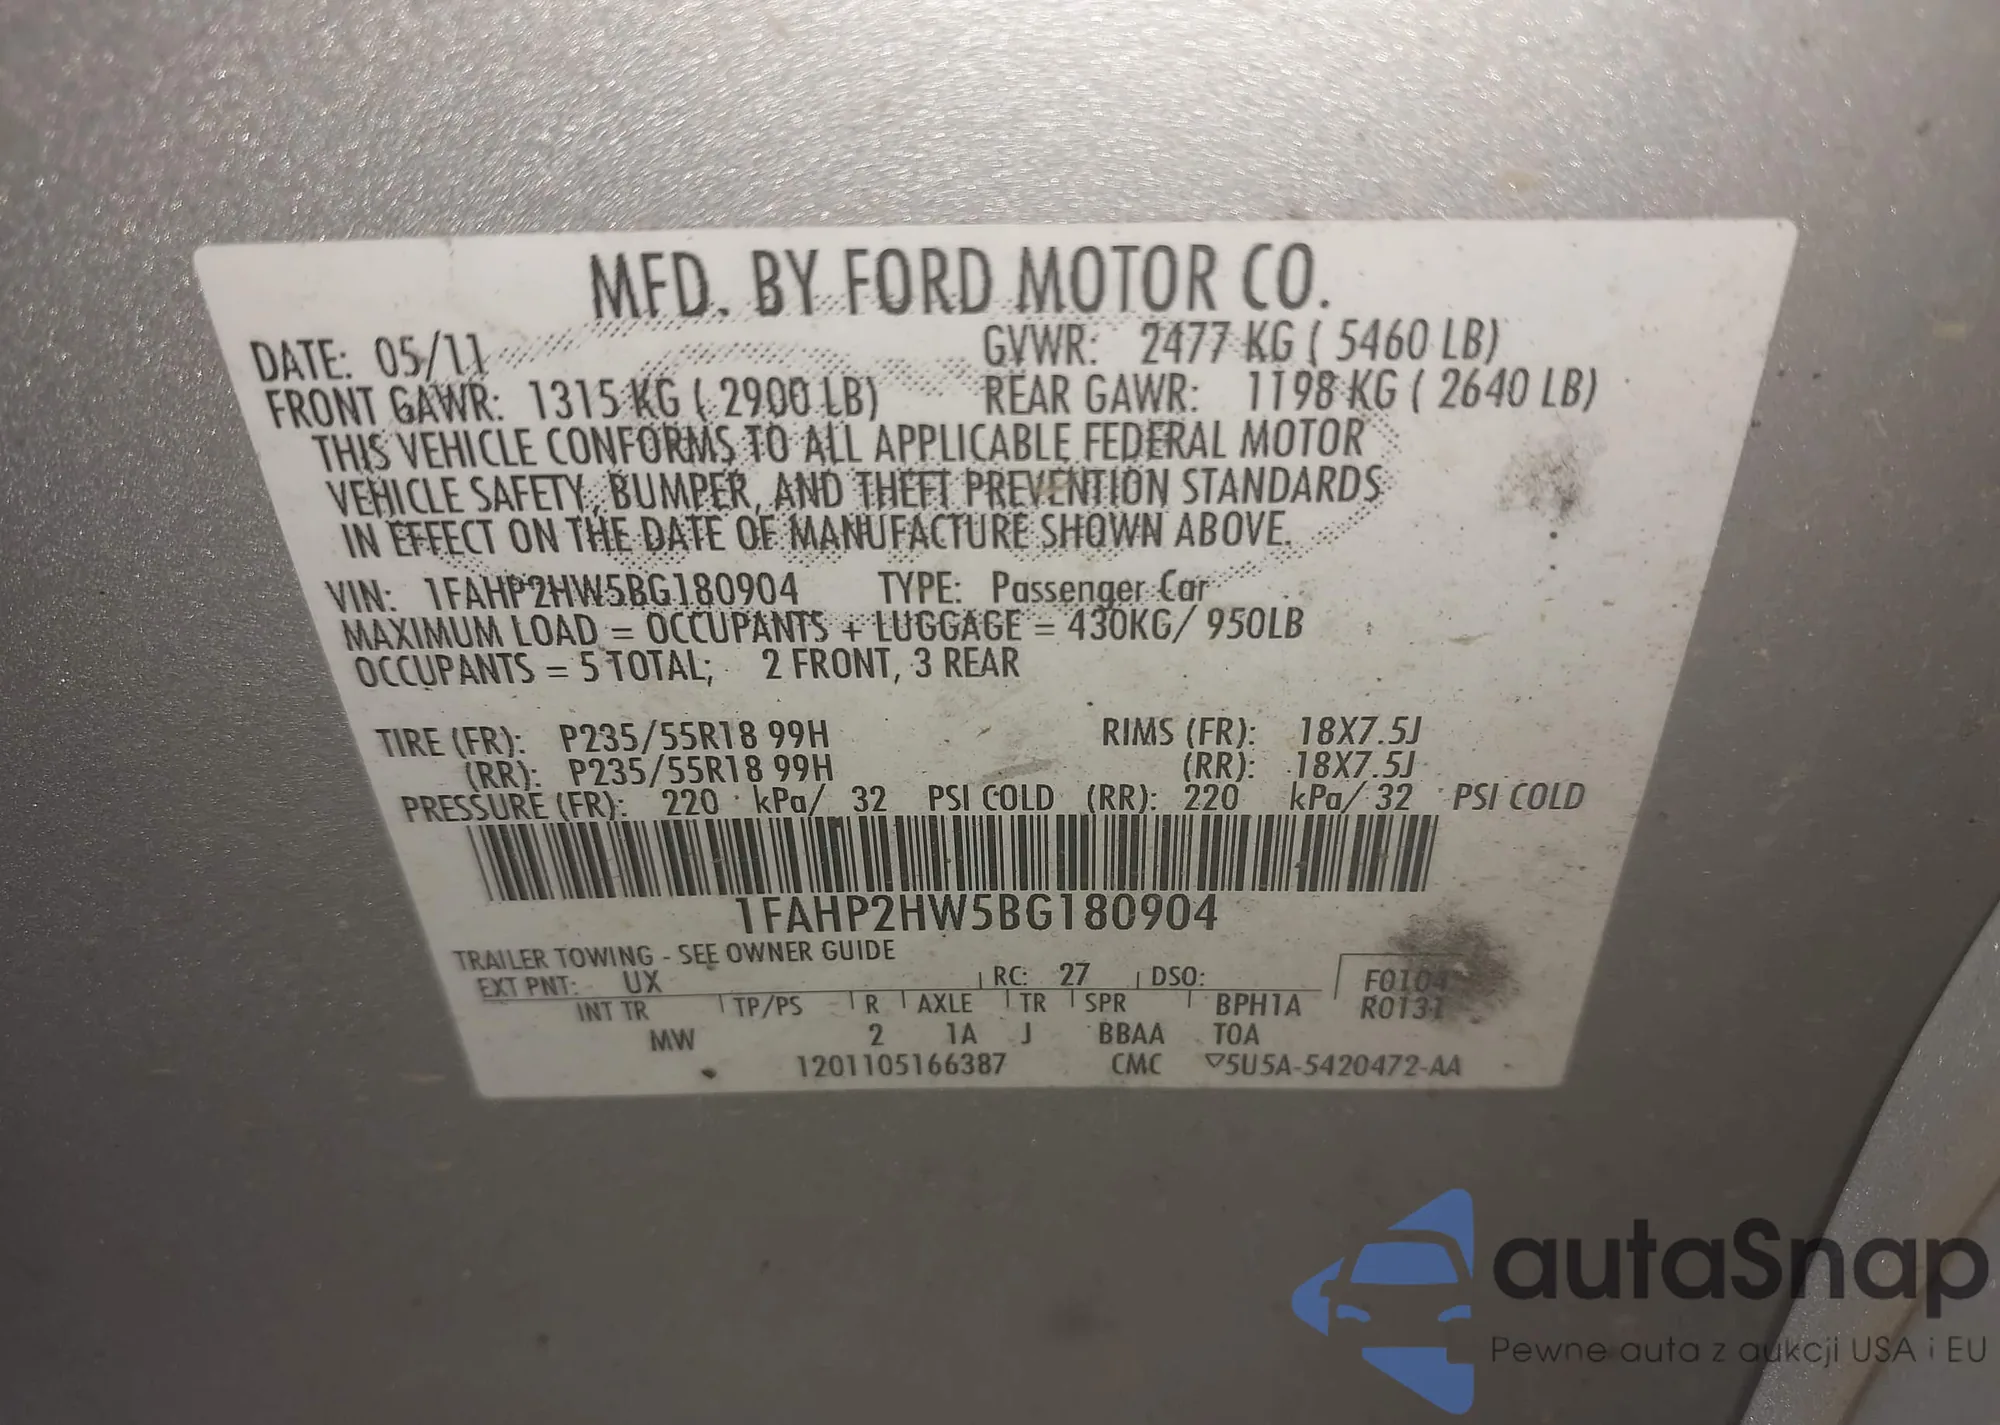 MFD. BY FORD MOTOR CO.
DATE: 05/11 GVWR: 2477 KG ( 5460 LB)
FRONT GAWR: 1315 KG ( 2900 LB) REAR GAWR: 1198 KG ( 2640 LB)
THIS VEHICLE CONFORMS TO ALL APPLICABLE FEDERAL MOTOR
VEHICLE SAFETY, BUMPER, AND THEFT PREVENTION STANDARDS
IN EFFECT ON THE DATE OF MANUFACTURE SHOWN ABOVE.
VIN: 1FAHP2HW5BG180904 TYPE: Passenger Car
MAXIMUM LOAD = OCCUPANTS + LUGGAGE = 430KG/ 950LB
OCCUPANTS = 5 TOTAL; 2 FRONT, 3 REAR
TIRE (FR): P235/55R18 99H RIMS (FR): 18X7.5J
(RR): P235/55R18 99H (RR): 18X7.5J
PRESSURE (FR): 220 kPa/ 32 PSI COLD (RR): 220 kPa/ 32 PSI COLD
1FAHP2HW5BG180904
TRAILER TOWING - SEE OWNER GUIDE
EXT PNT: UX RC: 27 DSO: F0104
INT TR TP/PS R AXLE TR SPR BPH1A R0131
MW 2 1A J BBAA TOA
1201105166387 CMC ▽5U5A-5420472-AA
autaSnap
Pewne auta z aukcji USA i EU